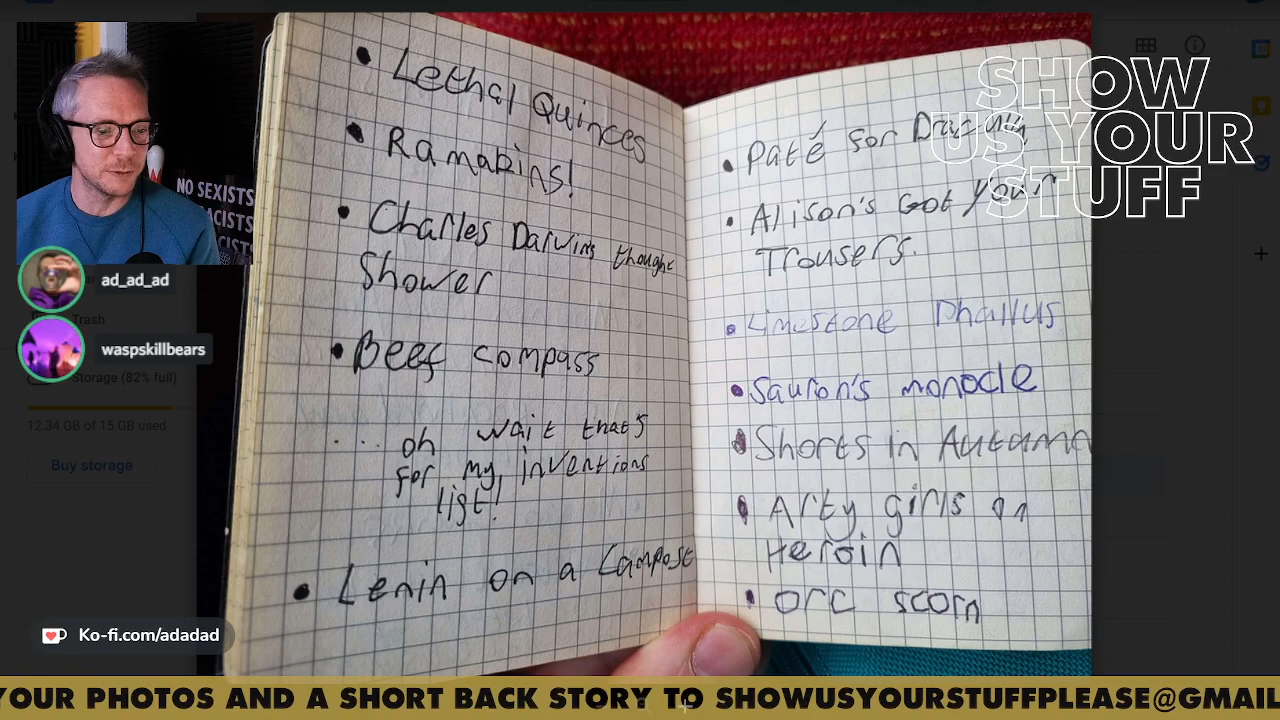 • Lethal Quinces
• Ramakins!
• Charles Darwins thought
Shower
• Beef compass
... oh wait that's
for my inventions
list!
• Lenin on a Lampost
• Paté for
• Alison's Got Your
Trousers.
• Limestone Phallus
• Sauron's monocle
• Shorts in Autumn
• Arty girls on
Heroin
• Orc scorn
SHOW
US YOUR
STUFF
NO SEXISTS
ad_ad_ad
waspskillbears
Trash
Storage (82% full)
12.34 GB of 15 GB used
Buy storage
Ko-fi.com/adadad
YOUR PHOTOS AND A SHORT BACK STORY TO SHOWUSYOURSTUFFPLEASE@GMAIL